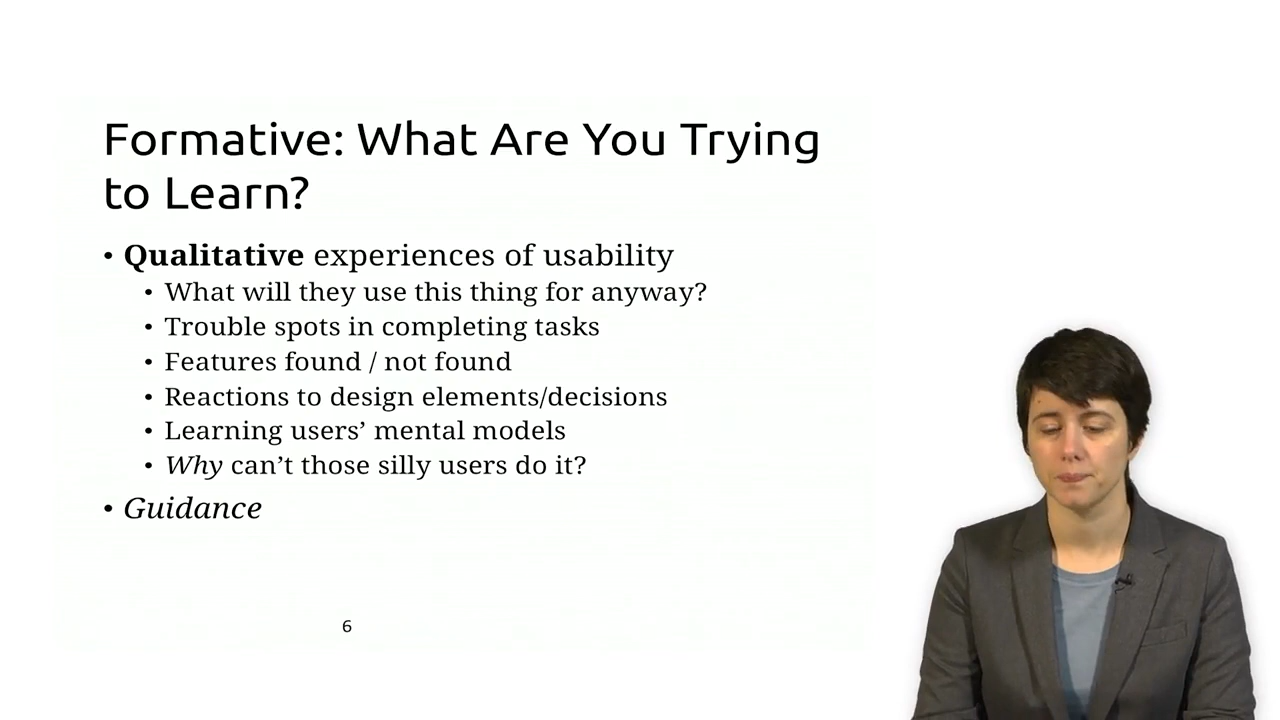 Formative: What Are You Trying
to Learn?
• Qualitative experiences of usability
• What will they use this thing for anyway?
• Trouble spots in completing tasks
• Features found / not found
• Reactions to design elements/decisions
• Learning users’ mental models
• Why can’t those silly users do it?
• Guidance
6